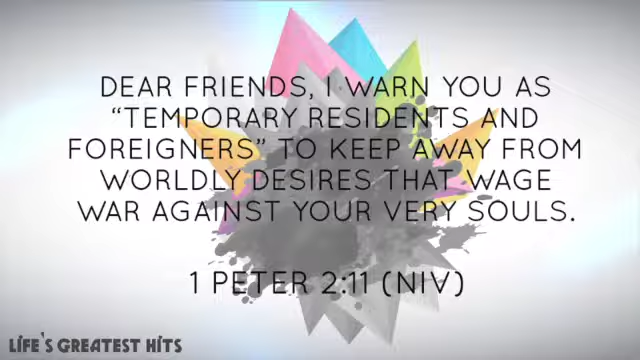 DEAR FRIENDS, I WARN YOU AS
“TEMPORARY RESIDENTS AND
FOREIGNERS” TO KEEP AWAY FROM
WORLDLY DESIRES THAT WAGE
WAR AGAINST YOUR VERY SOULS.
1 PETER 2:11 (NIV)
LIFE'S GREATEST HITS